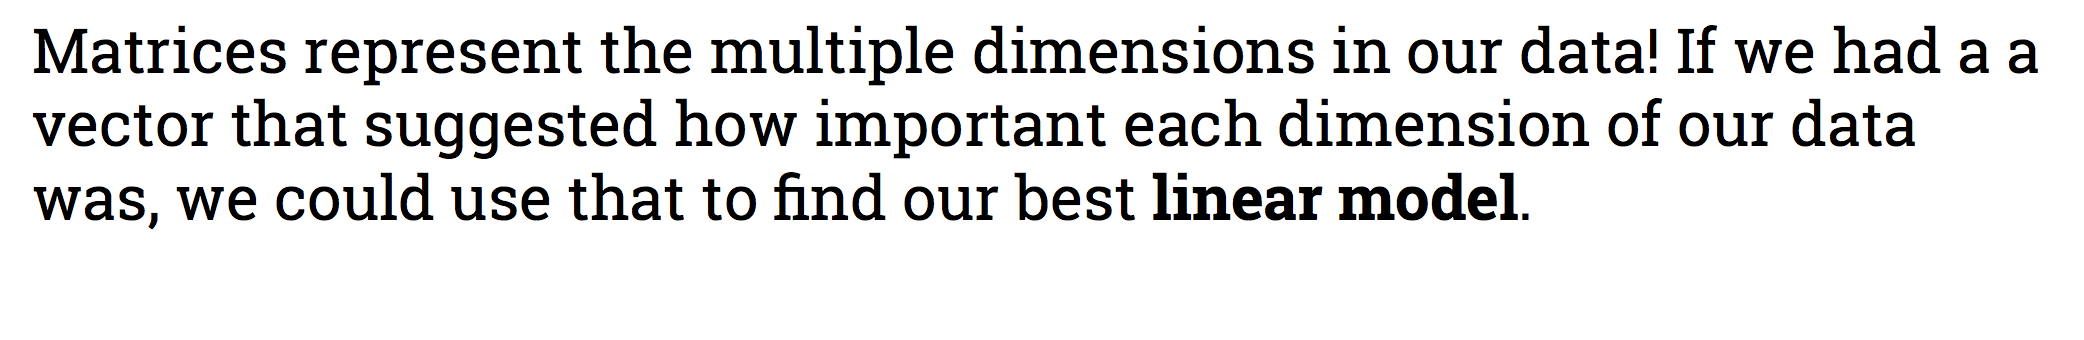 Matrices represent the multiple dimensions in our data! If we had a a
vector that suggested how important each dimension of our data
was, we could use that to find our best linear model.